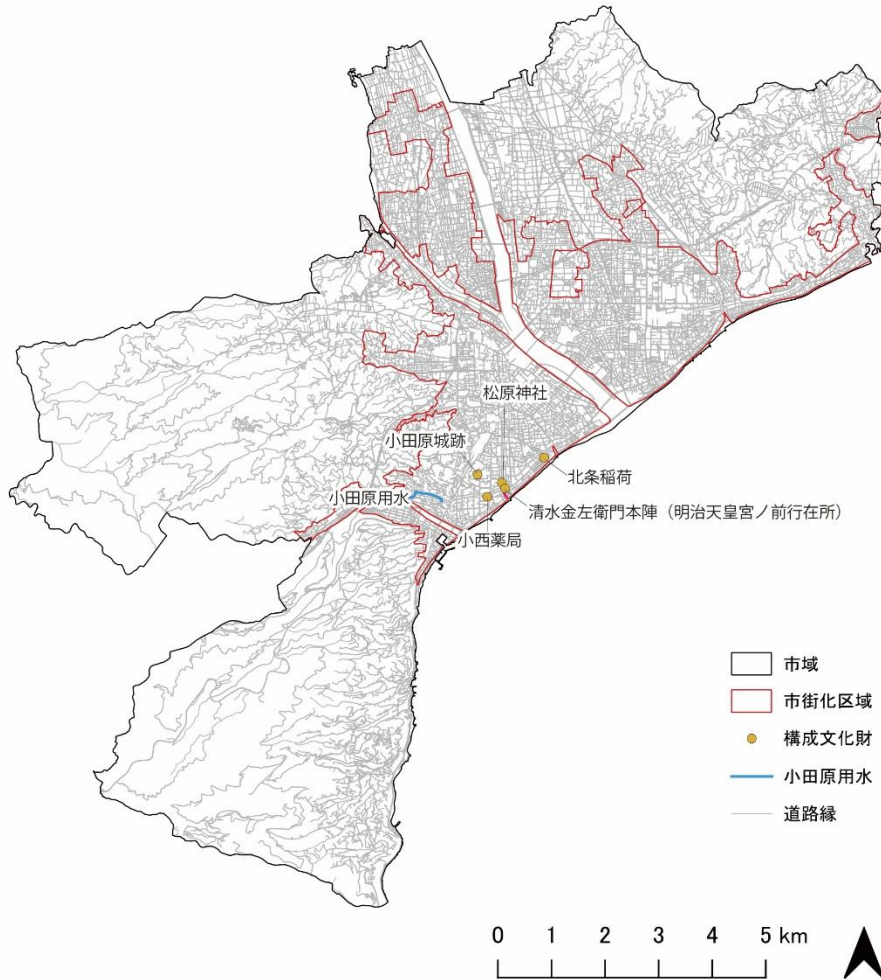 松原神社
小田原城跡
北条稲荷
小田原用水
清水金左衛門本陣（明治天皇宮ノ前行在所）
小西薬局
市域
市街化区域
構成文化財
小田原用水
道路縁
0 1 2 3 4 5 km